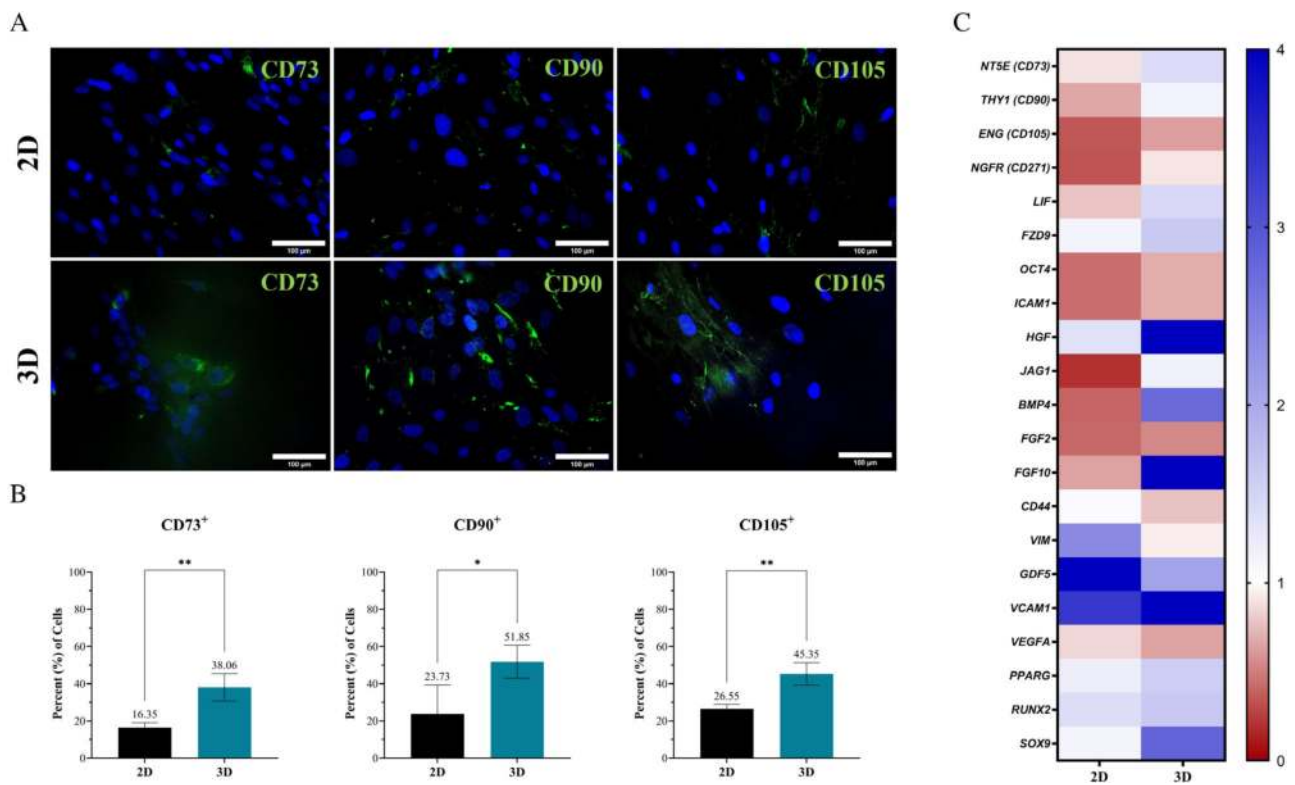 A
2D
CD73
CD90
CD105
100 μm
100 μm
100 μm
3D
CD73
CD90
CD105
100 μm
100 μm
100 μm
B
CD73+
**
Percent (%) of Cells
100
80
60
40
20
0
16.35
38.06
2D
3D
CD90+
*
Percent (%) of Cells
100
80
60
40
20
0
23.73
51.85
2D
3D
CD105+
**
Percent (%) of Cells
100
80
60
40
20
0
26.55
45.35
2D
3D
C
NT5E (CD73)
THY1 (CD90)
ENG (CD105)
NGFR (CD271)
LIF
FZD9
OCT4
ICAM1
HGF
JAG1
BMP4
FGF2
FGF10
CD44
VIM
GDF5
VCAM1
VEGFA
PPARG
RUNX2
SOX9
2D
3D
4
3
2
1
0